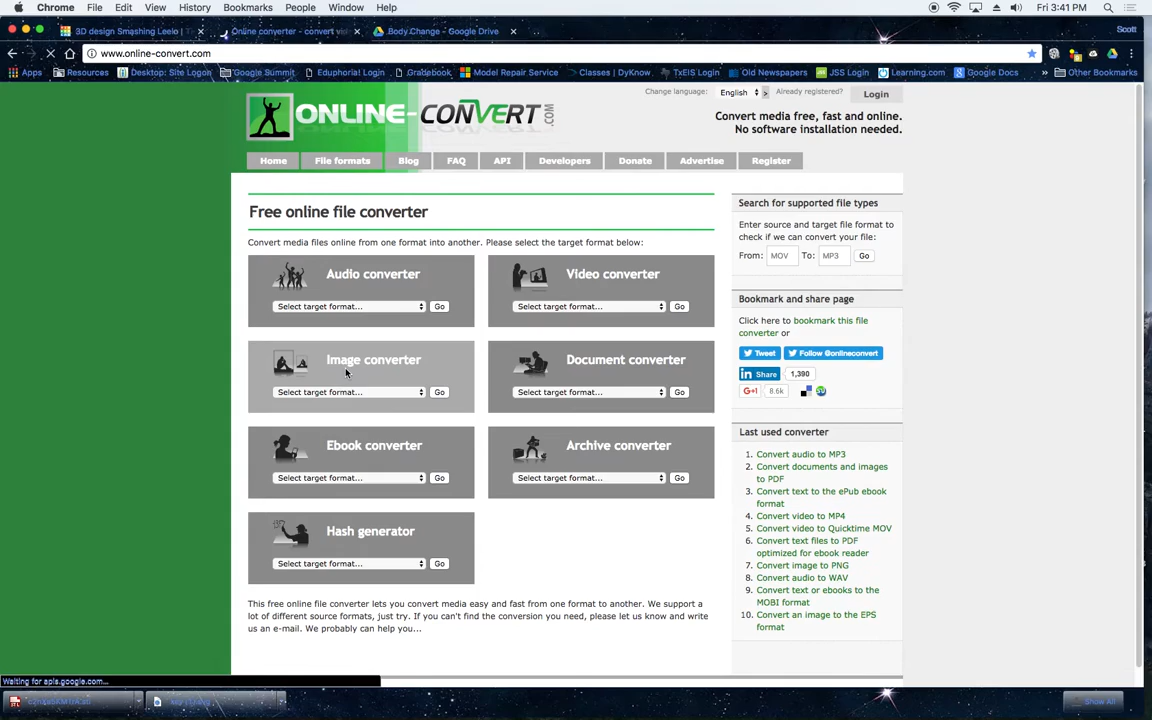 Chrome File Edit View History Bookmarks People Window Help Fri 3:41 PM
3D design Smashing Leelo | T Online converter - convert vi Body Change - Google Drive Scott
www.online-convert.com
Apps Resources Desktop: Site Logon Google Summit Eduphoria! Login Gradebook Model Repair Service Classes | DyKnow TxEIS Login Old Newspapers JSS Login Learning.com Google Docs » Other Bookmarks
Change language: English > Already registered? Login
ONLINE-CONVERT.COM
Convert media free, fast and online.
No software installation needed.
Home File formats Blog FAQ API Developers Donate Advertise Register
Free online file converter
Convert media files online from one format into another. Please select the target format below:
Audio converter
Select target format... Go
Video converter
Select target format... Go
Image converter
Select target format... Go
Document converter
Select target format... Go
Ebook converter
Select target format... Go
Archive converter
Select target format... Go
Hash generator
Select target format... Go
This free online file converter lets you convert media easy and fast from one format to another. We support a
lot of different source formats, just try. If you can't find the conversion you need, please let us know and write
us an e-mail. We probably can help you...
Search for supported file types
Enter source and target file format to
check if we can convert your file:
From: MOV To: MP3 Go
Bookmark and share page
Click here to bookmark this file
converter or
Tweet Follow @onlineconvert
in Share 1,390
G+1 8.6k
Last used converter
1. Convert audio to MP3
2. Convert documents and images
to PDF
3. Convert text to the ePub ebook
format
4. Convert video to MP4
5. Convert video to Quicktime MOV
6. Convert text files to PDF
optimized for ebook reader
7. Convert image to PNG
8. Convert audio to WAV
9. Convert text or ebooks to the
MOBI format
10. Convert an image to the EPS
format
Waiting for apis.google.com...
Show All